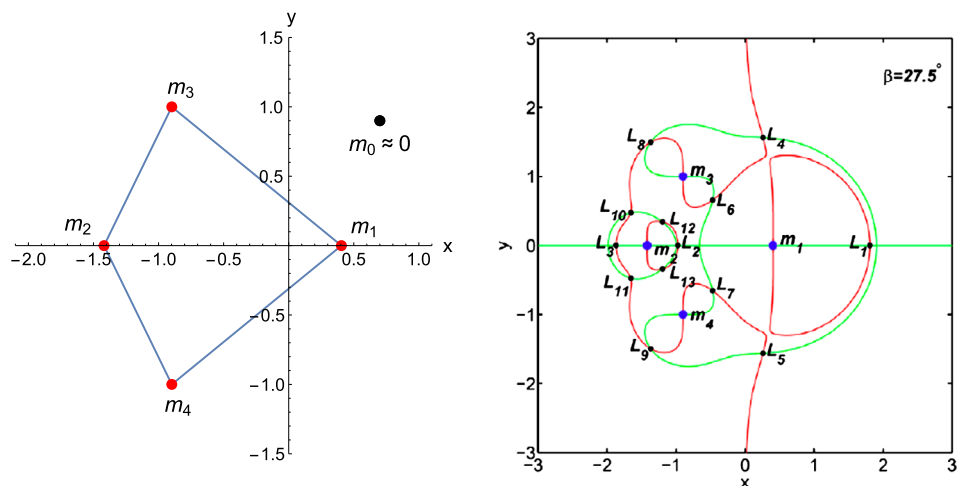 y
1.5
m3
1.0
m0 ≈ 0
0.5
m2
m1
x
-2.0 -1.5 -1.0 -0.5 0.5 1.0
-0.5
m4
-1.0
-1.5
3
β=27.5°
2
L8 L4
1
m3
L6
L10 L12
y 0
L3 m2 L2 m1 L1
L11 L13
L7
-1
m4
L9 L5
-2
-3
-3 -2 -1 0 1 2 3
x